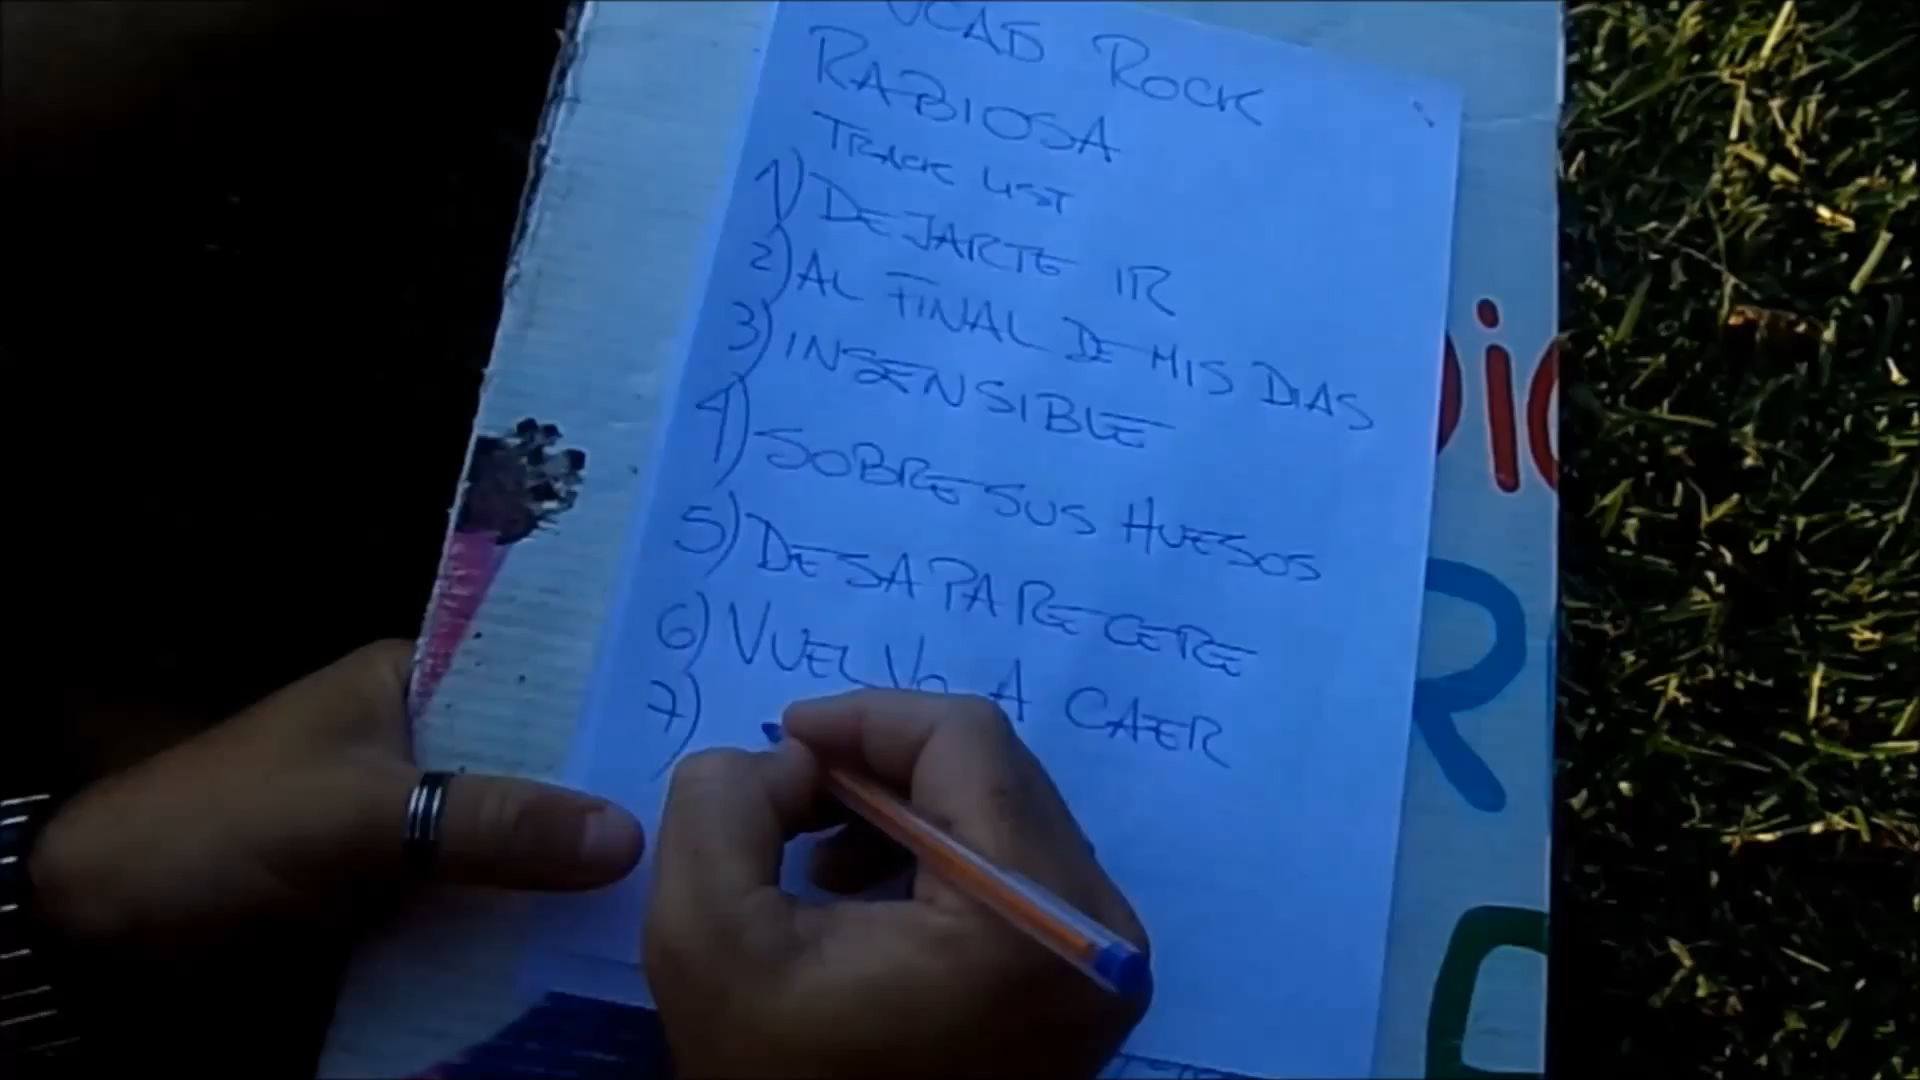 ROCK
RABIOSA
TRACK LIST
1) DEJARTE IR
2) AL FINAL DE MIS DIAS
3) INSENSIBLE
4) SOBRE SUS HUESOS
5) DESAPARECERE
6) VUELVO A CAER
7)